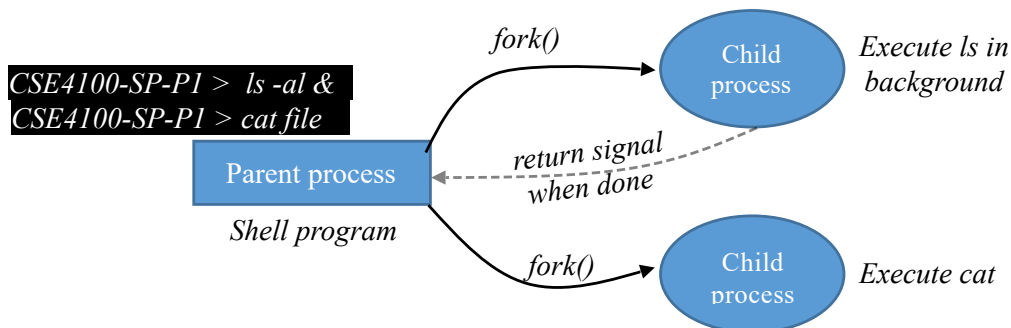 CSE4100-SP-P1 > ls -al &
CSE4100-SP-P1 > cat file
Parent process
Shell program
fork()
Child
process
Execute ls in
background
return signal
when done
fork()
Child
process
Execute cat